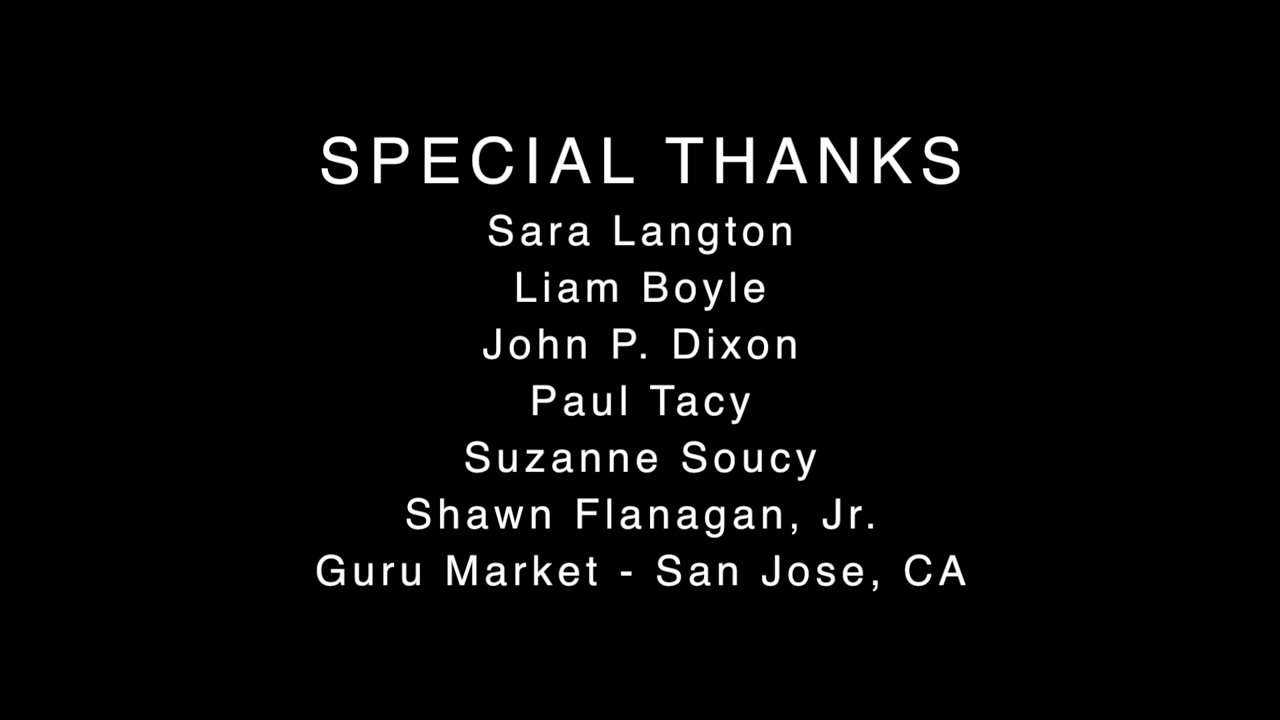 SPECIAL THANKS
Sara Langton
Liam Boyle
John P. Dixon
Paul Tacy
Suzanne Soucy
Shawn Flanagan, Jr.
Guru Market - San Jose, CA